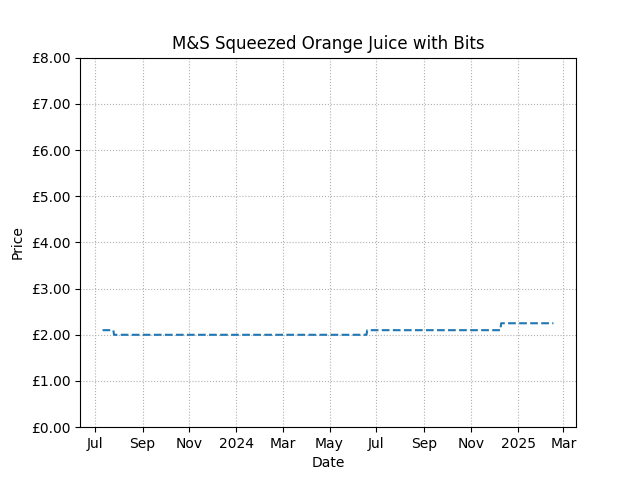 M&S Squeezed Orange Juice with Bits
£8.00
£7.00
£6.00
£5.00
£4.00
£3.00
£2.00
£1.00
£0.00
Price
Jul Sep Nov 2024 Mar May Jul Sep Nov 2025 Mar
Date